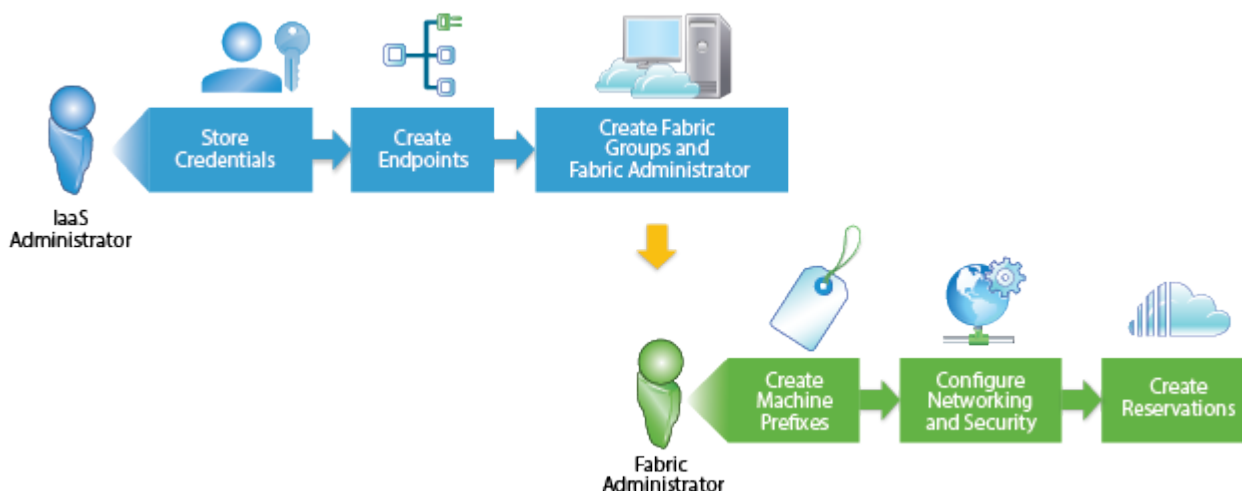 Store
Credentials
Create
Endpoints
Create Fabric
Groups and
Fabric Administrator
IaaS
Administrator
Create
Machine
Prefixes
Configure
Networking
and Security
Create
Reservations
Fabric
Administrator